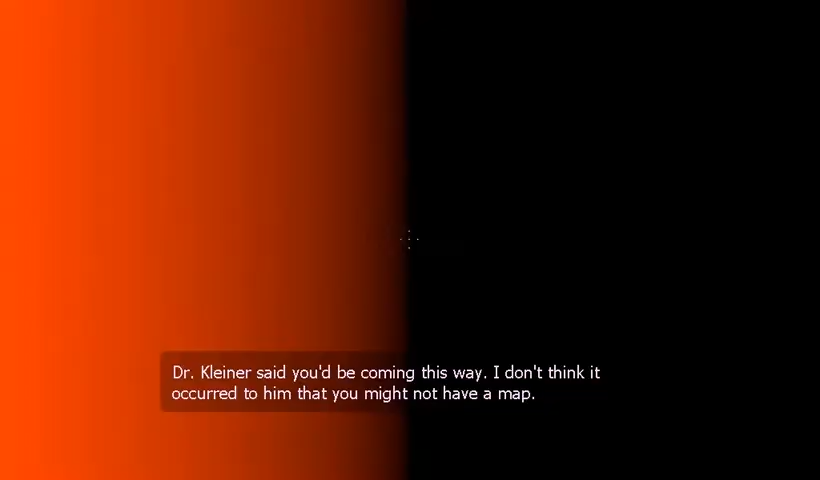 Dr. Kleiner said you'd be coming this way. I don't think it
occurred to him that you might not have a map.